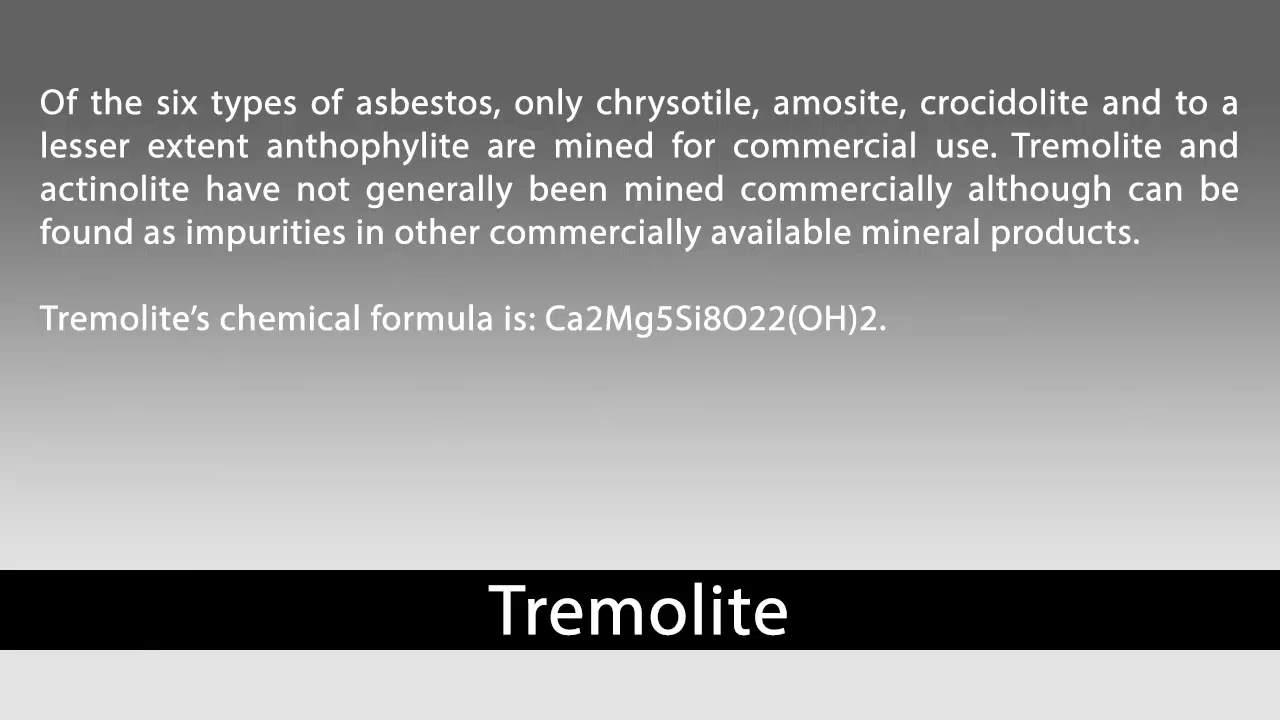 Of the six types of asbestos, only chrysotile, amosite, crocidolite and to a
lesser extent anthophylite are mined for commercial use. Tremolite and
actinolite have not generally been mined commercially although can be
found as impurities in other commercially available mineral products.
Tremolite’s chemical formula is: Ca2Mg5Si8O22(OH)2.
Tremolite